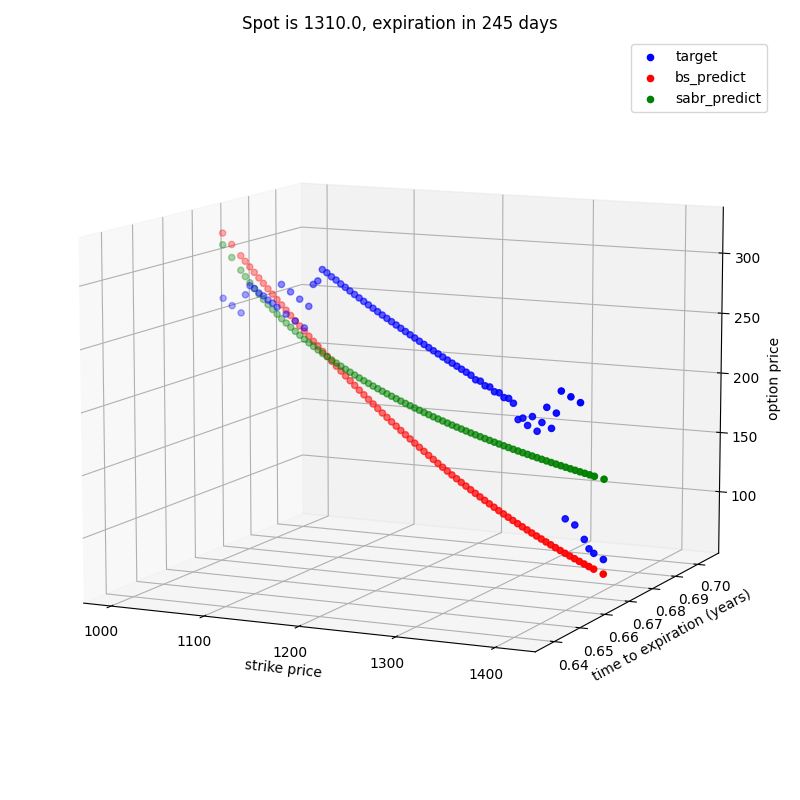 Spot is 1310.0, expiration in 245 days
target
bs_predict
sabr_predict
300
250
200
150
100
option price
0.70
0.69
0.68
0.67
0.66
0.65
0.64
time to expiration (years)
1000
1100
1200
1300
1400
strike price